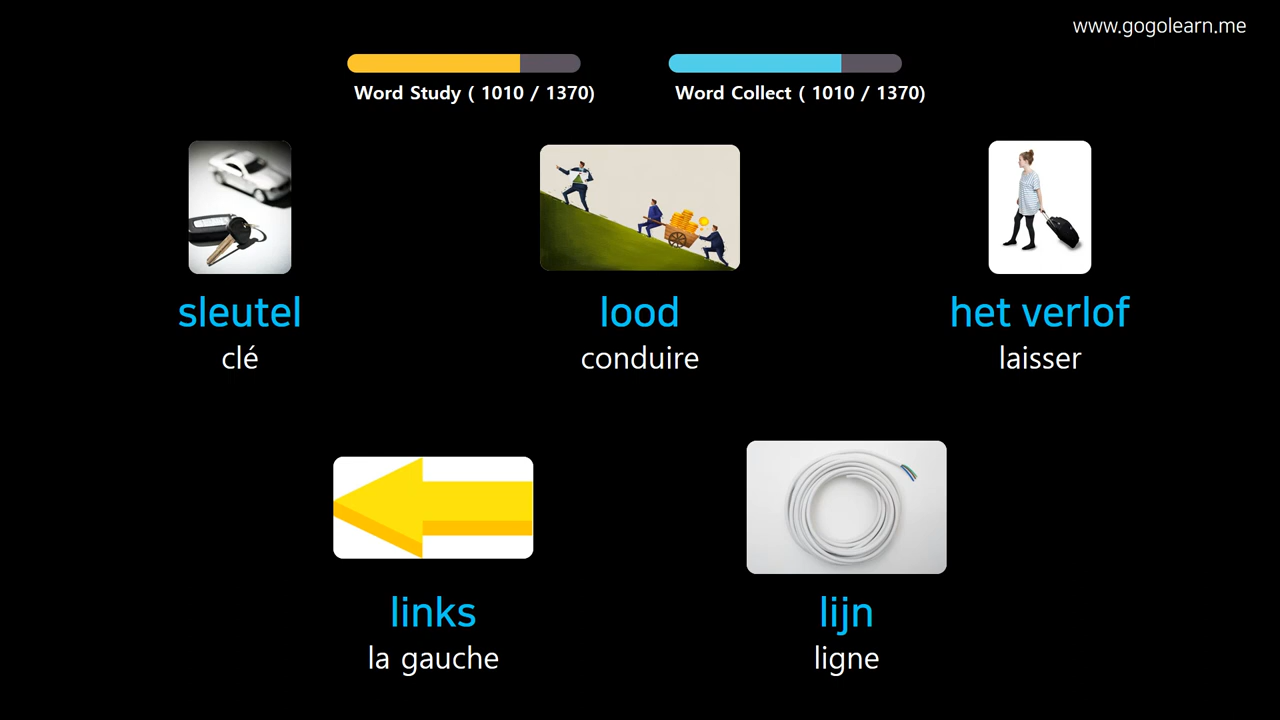 www.gogolearn.me
Word Study ( 1010 / 1370)
Word Collect ( 1010 / 1370)
sleutel
clé
lood
conduire
het verlof
laisser
links
la gauche
lijn
ligne